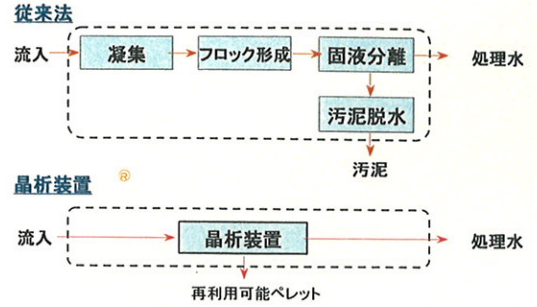 従来法
流入 凝集 フロック形成 固液分離 処理水
汚泥脱水
汚泥
晶析装置 ®
流入 晶析装置 処理水
再利用可能ペレット